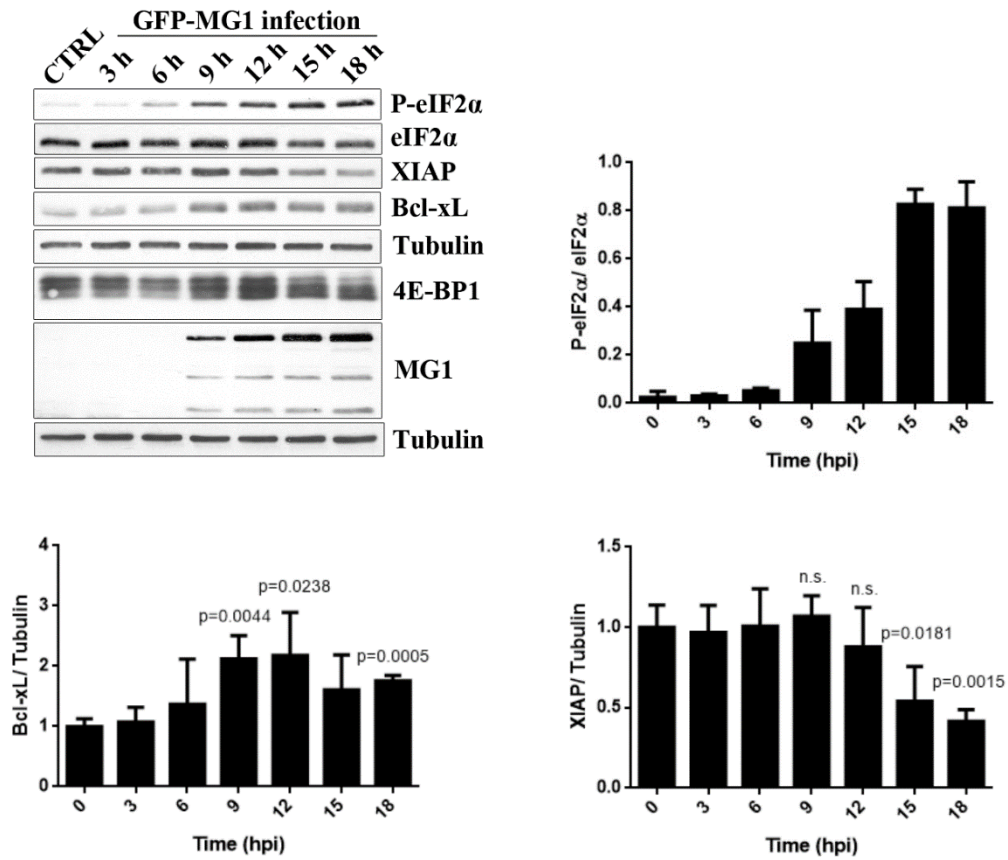 GFP-MG1 infection
CTRL 3 h 6 h 9 h 12 h 15 h 18 h
P-eIF2α
eIF2α
XIAP
Bcl-xL
Tubulin
4E-BP1
MG1
Tubulin
P-eIF2α/ eIF2α
1.0
0.8
0.6
0.4
0.2
0.0
0 3 6 9 12 15 18
Time (hpi)
Bcl-xL/ Tubulin
4
3
2
1
0
p=0.0044
p=0.0238
p=0.0005
0 3 6 9 12 15 18
Time (hpi)
XIAP/ Tubulin
1.5
1.0
0.5
0.0
n.s.
n.s.
p=0.0181
p=0.0015
0 3 6 9 12 15 18
Time (hpi)